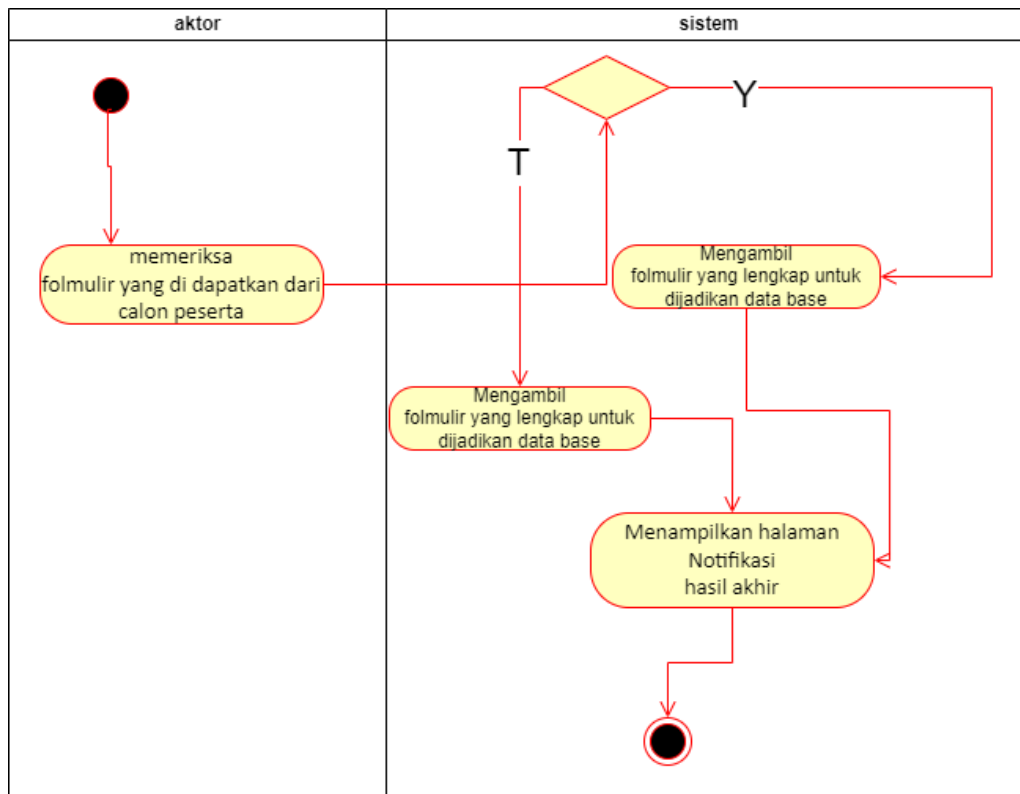 aktor
sistem
Y
T
memeriksa
folmulir yang di dapatkan dari
calon peserta
Mengambil
folmulir yang lengkap untuk
dijadikan data base
Mengambil
folmulir yang lengkap untuk
dijadikan data base
Menampilkan halaman
Notifikasi
hasil akhir